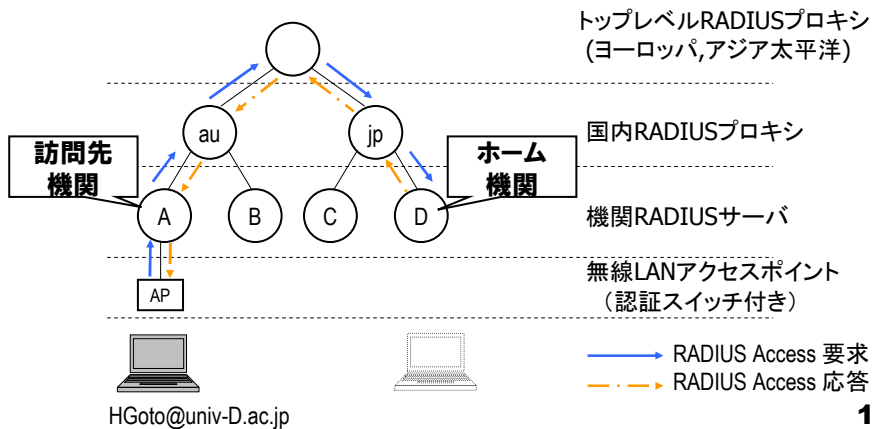 トップレベルRADIUSプロキシ
(ヨーロッパ,アジア太平洋)
au
jp
国内RADIUSプロキシ
訪問先
機関
ホーム
機関
A
B
C
D
機関RADIUSサーバ
AP
無線LANアクセスポイント
（認証スイッチ付き）
RADIUS Access 要求
RADIUS Access 応答
HGoto@univ-D.ac.jp
1